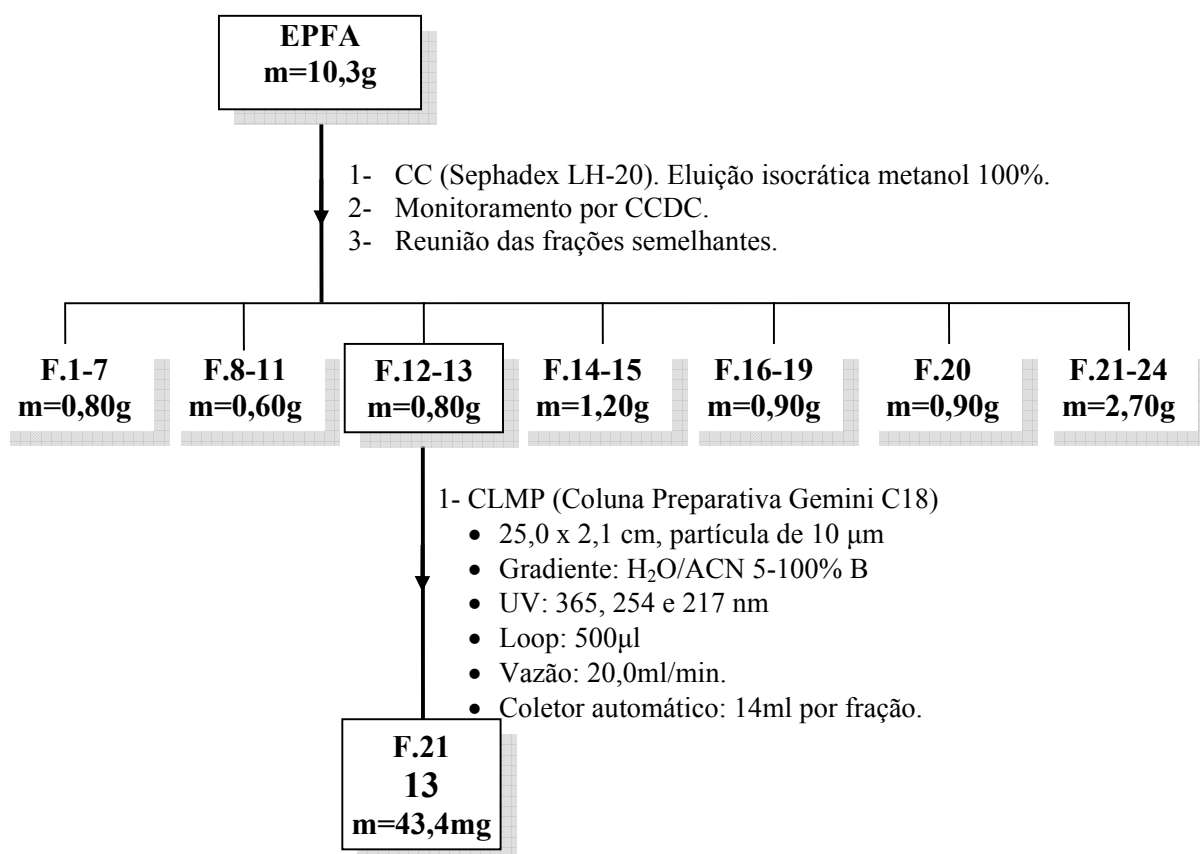 EPFA
m=10,3g
1- CC (Sephadex LH-20). Eluição isocrática metanol 100%.
2- Monitoramento por CCDC.
3- Reunião das frações semelhantes.
F.1-7
m=0,80g
F.8-11
m=0,60g
F.12-13
m=0,80g
F.14-15
m=1,20g
F.16-19
m=0,90g
F.20
m=0,90g
F.21-24
m=2,70g
1- CLMP (Coluna Preparativa Gemini C18)
• 25,0 x 2,1 cm, partícula de 10 μm
• Gradiente: H₂O/ACN 5-100% B
• UV: 365, 254 e 217 nm
• Loop: 500μl
• Vazão: 20,0ml/min.
• Coletor automático: 14ml por fração.
F.21
13
m=43,4mg